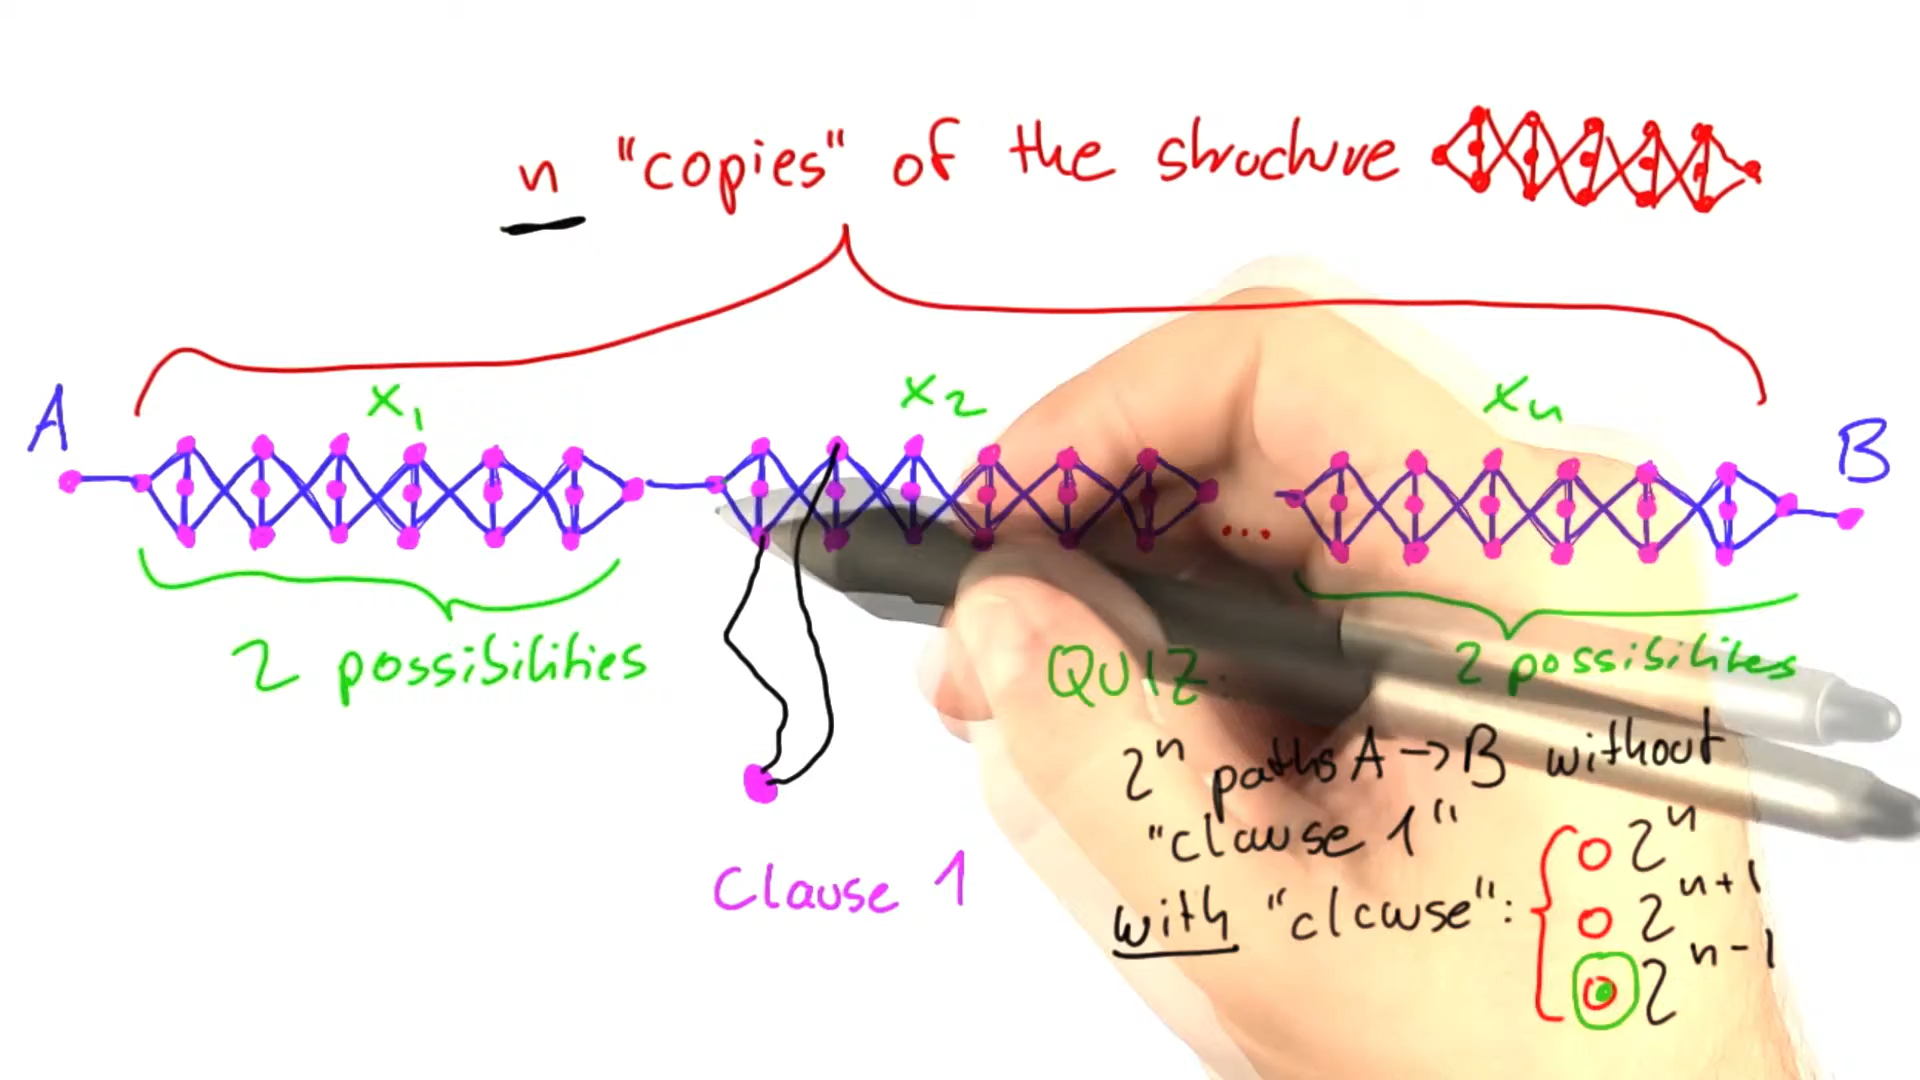 n "copies" of the structure
A x1 x2 xn B
...
2 possibilities
2 possibilities
QUIZ:
2^n paths A → B without
"clause 1"
with "clause":
2^n
2^n+1
2^n-1
Clause 1